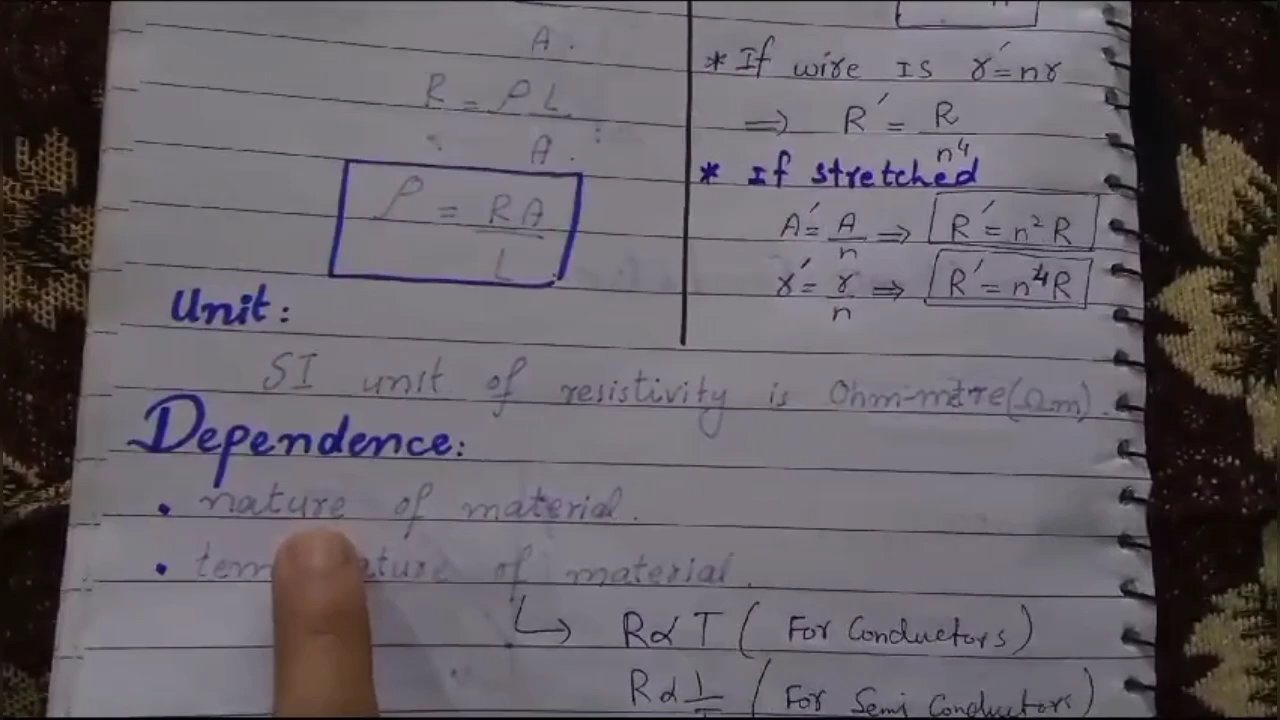 A.
R = ρL
A.
ρ = RA
L
Unit:
* If wire IS r' = nr
⇒ R' = R
n⁴
* If stretched
A' = A/n ⇒ R' = n²R
r' = r/n ⇒ R' = n⁴R
SI unit of resistivity is Ohm-metre(Ωm).
Dependence:
• nature of material.
• tem ature of material.
↳ R α T ( For Conductors)
R α 1/T ( For Semi Conductors)